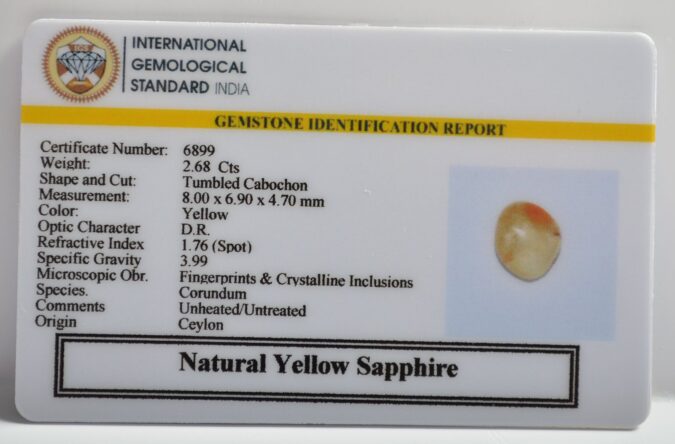 INTERNATIONAL
GEMOLOGICAL
STANDARD INDIA
GEMSTONE IDENTIFICATION REPORT
Certificate Number: 6899
Weight: 2.68 Cts
Shape and Cut: Tumbled Cabochon
Measurement: 8.00 x 6.90 x 4.70 mm
Color: Yellow
Optic Character D.R.
Refractive Index 1.76 (Spot)
Specific Gravity 3.99
Microscopic Obr. Fingerprints & Crystalline Inclusions
Species. Corundum
Comments Unheated/Untreated
Origin Ceylon
Natural Yellow Sapphire